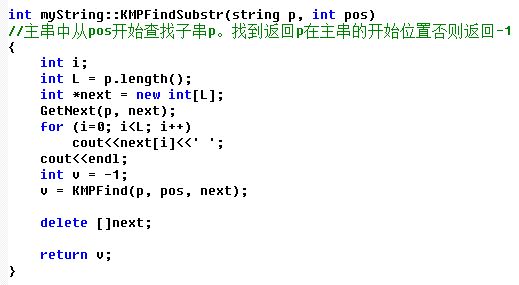 int myString::KMPFindSubstr(string p, int pos)
//主串中从pos开始查找子串p。找到返回p在主串的开始位置否则返回-1
{
    int i;
    int L = p.length();
    int *next = new int[L];
    GetNext(p, next);
    for (i=0; i<L; i++)
        cout<<next[i]<<' ';
    cout<<endl;
    int v = -1;
    v = KMPFind(p, pos, next);

    delete []next;

    return v;
}